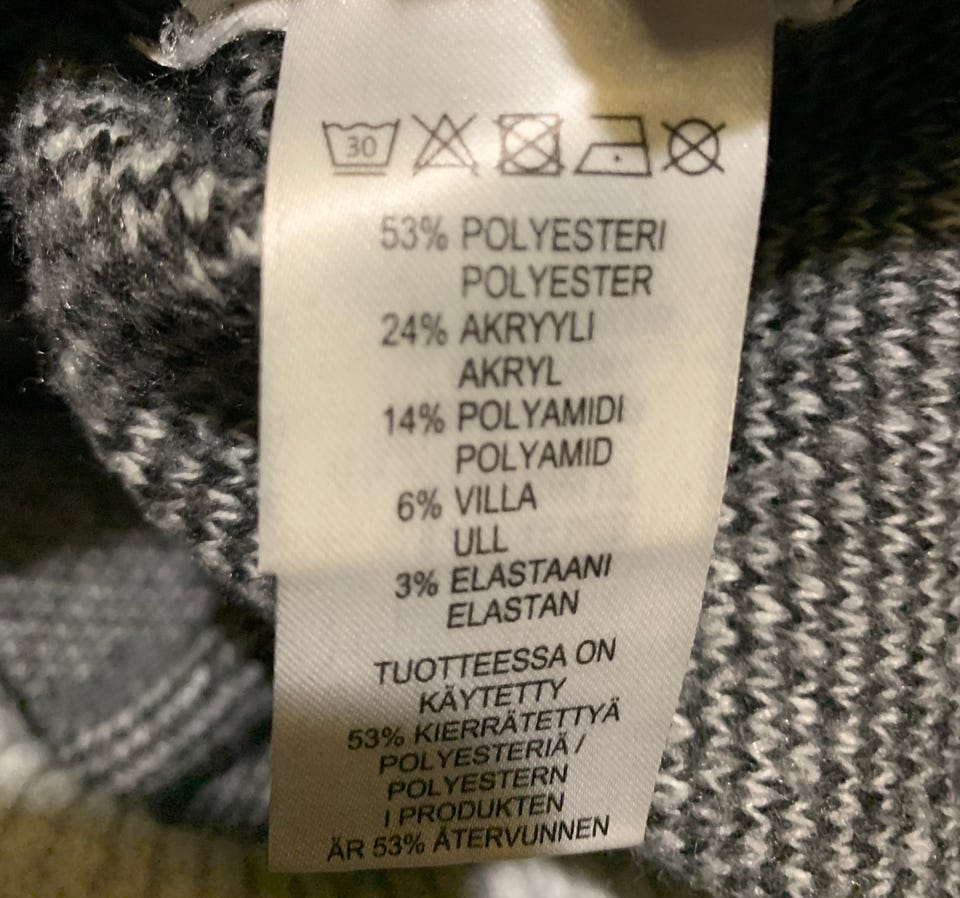 30
53% POLYESTERI
POLYESTER
24% AKRYYLI
AKRYL
14% POLYAMIDI
POLYAMID
6% VILLA
ULL
3% ELASTAANI
ELASTAN
TUOTTEESSA ON
KÄYTETTY
53% KIERRÄTETTYÄ
POLYESTERIÄ /
POLYESTERN
I PRODUKTEN
ÄR 53% ÅTERVUNNEN